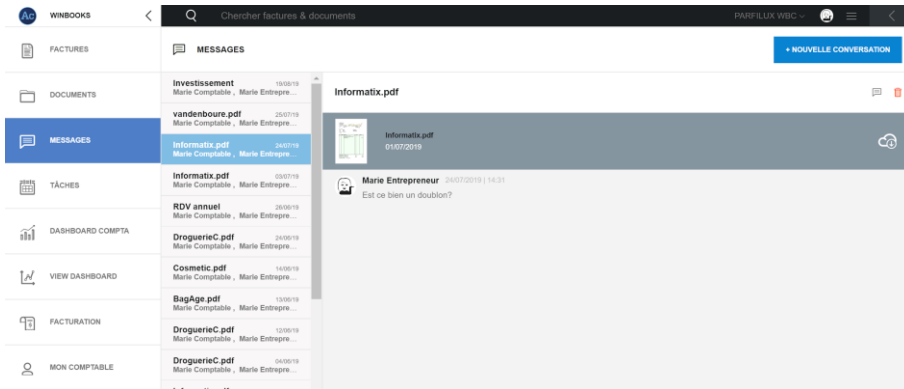 Ac WINBOOKS
Chercher factures & documents
PARFILUX WBC
FACTURES
DOCUMENTS
MESSAGES
TÂCHES
DASHBOARD COMPTA
VIEW DASHBOARD
FACTURATION
MON COMPTABLE
MESSAGES
+ NOUVELLE CONVERSATION
Investissement 19/08/19
Marie Comptable , Marie Entrepre...
vandenboure.pdf 25/07/19
Marie Comptable , Marie Entrepre...
Informatix.pdf 24/07/19
Marie Comptable , Marie Entrepre...
Informatix.pdf 03/07/19
Marie Comptable , Marie Entrepre...
RDV annuel 26/06/19
Marie Comptable , Marie Entrepre...
DroguerieC.pdf 24/06/19
Marie Comptable , Marie Entrepre...
Cosmetic.pdf 14/06/19
Marie Comptable , Marie Entrepre...
BagAge.pdf 13/06/19
Marie Comptable , Marie Entrepre...
DroguerieC.pdf 12/06/19
Marie Comptable , Marie Entrepre...
DroguerieC.pdf 04/06/19
Marie Comptable , Marie Entrepre...
Informatix.pdf
Informatix.pdf
01/07/2019
Marie Entrepreneur 24/07/2019 | 14:31
Est ce bien un doublon?